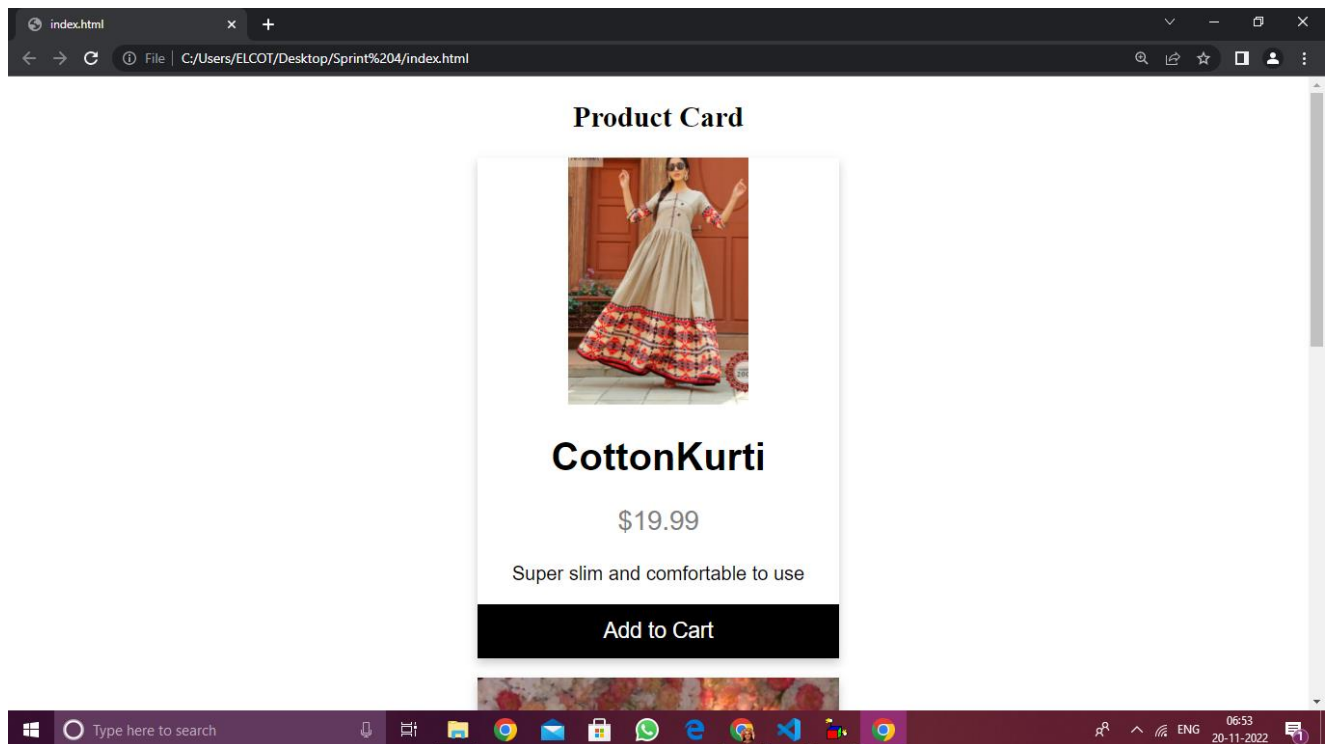 index.html
File | C:/Users/ELCOT/Desktop/Sprint%204/index.html
Product Card
CottonKurti
$19.99
Super slim and comfortable to use
Add to Cart
Type here to search
ENG
06:53
20-11-2022
1